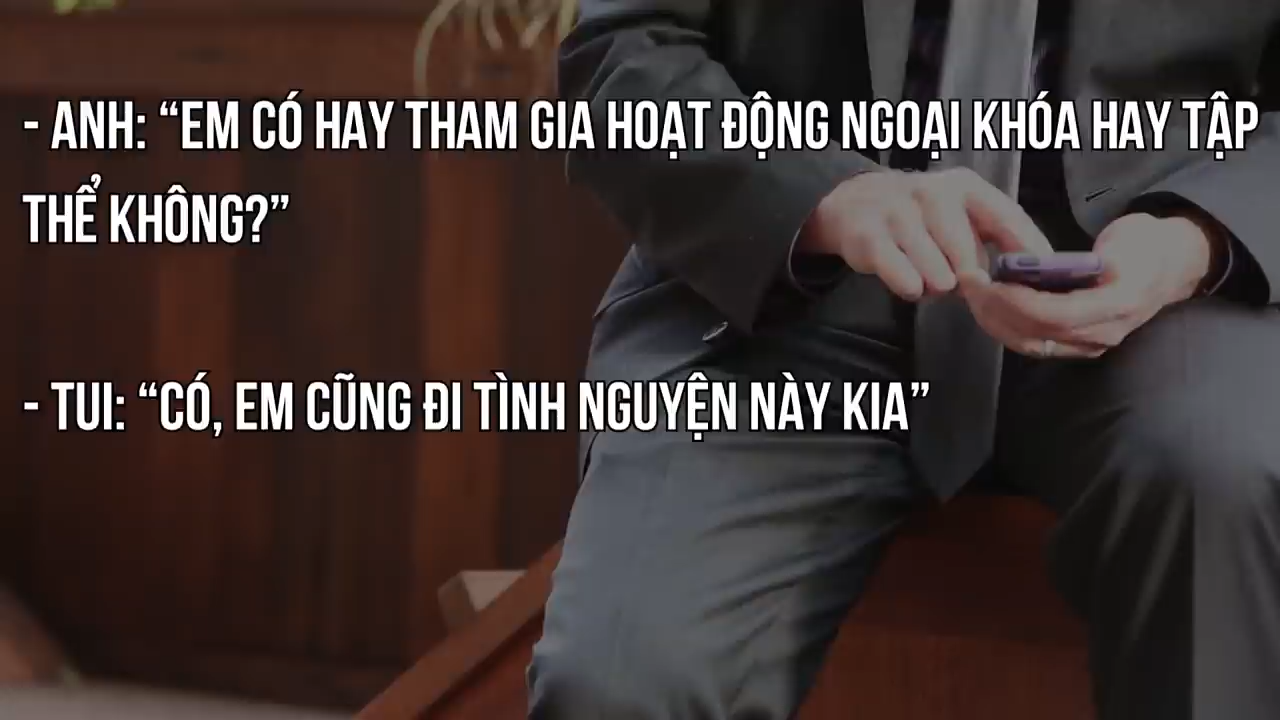 - ANH: “EM CÓ HAY THAM GIA HOẠT ĐỘNG NGOẠI KHÓA HAY TẬP
THỂ KHÔNG?”
- TUI: “CÓ, EM CŨNG ĐI TÌNH NGUYỆN NÀY KIA”